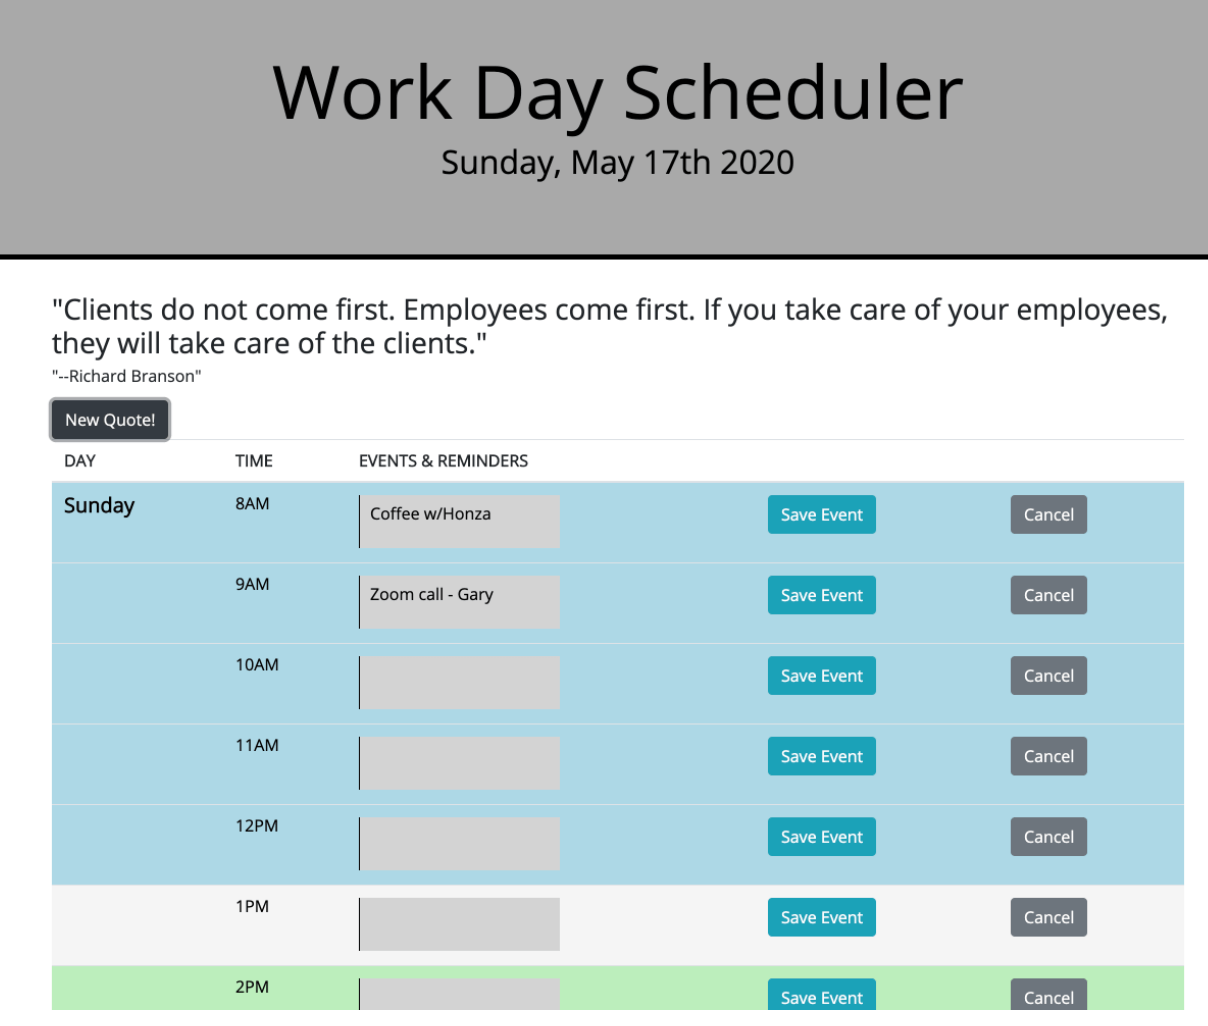 Work Day Scheduler
Sunday, May 17th 2020
"Clients do not come first. Employees come first. If you take care of your employees,
they will take care of the clients."
"--Richard Branson"
New Quote!
DAY TIME EVENTS & REMINDERS
Sunday 8AM Coffee w/Honza Save Event Cancel
9AM Zoom call - Gary Save Event Cancel
10AM Save Event Cancel
11AM Save Event Cancel
12PM Save Event Cancel
1PM Save Event Cancel
2PM Save Event Cancel